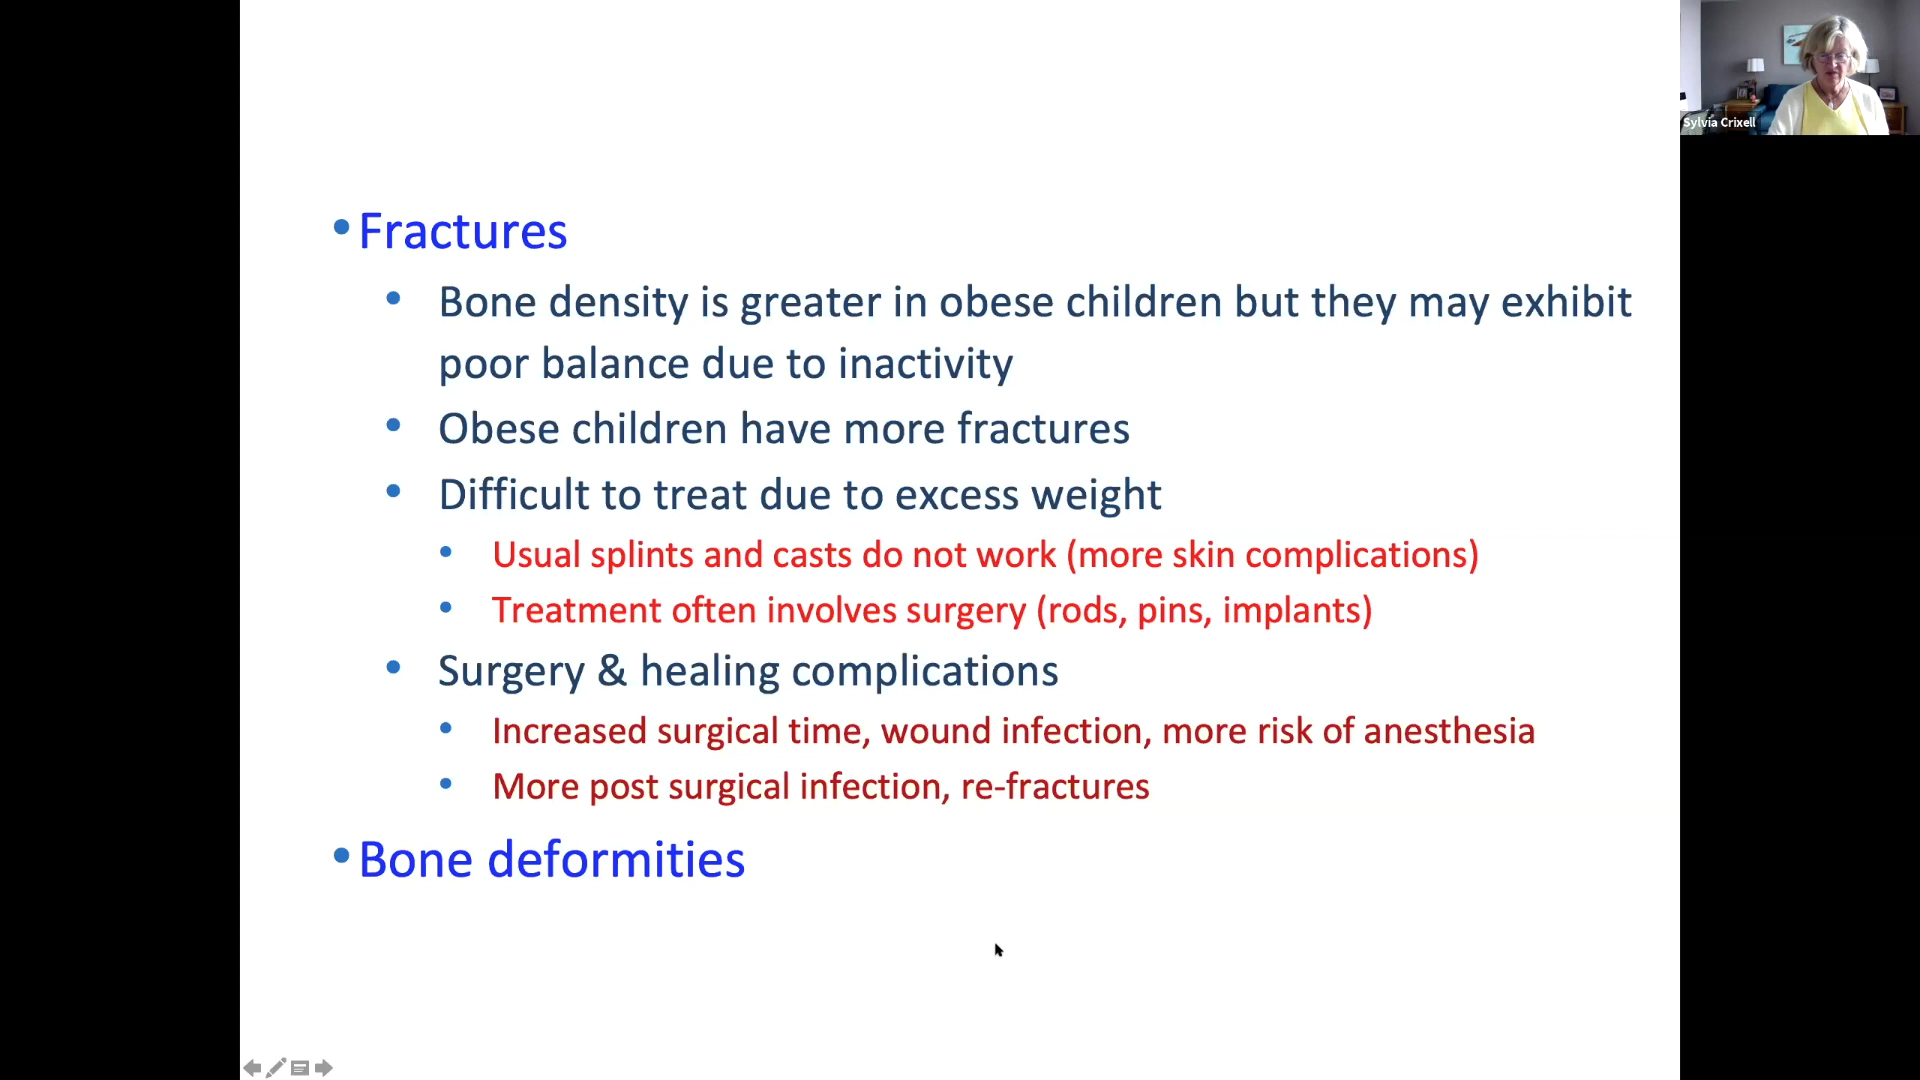 Sylvia Crixell
•Fractures
• Bone density is greater in obese children but they may exhibit
poor balance due to inactivity
• Obese children have more fractures
• Difficult to treat due to excess weight
• Usual splints and casts do not work (more skin complications)
• Treatment often involves surgery (rods, pins, implants)
• Surgery & healing complications
• Increased surgical time, wound infection, more risk of anesthesia
• More post surgical infection, re-fractures
•Bone deformities